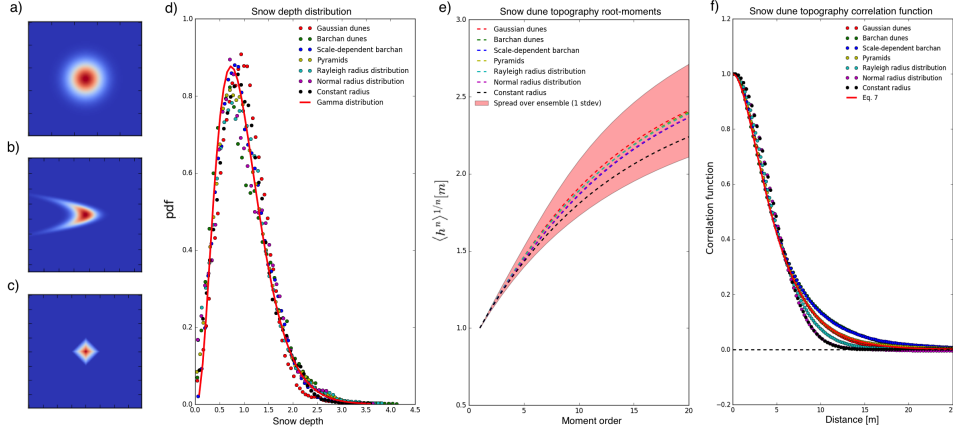 a)
b)
c)
d)
Snow depth distribution
Gaussian dunes
Barchan dunes
Scale-dependent barchan
Pyramids
Rayleigh radius distribution
Normal radius distribution
Constant radius
Gamma distribution
pdf
1.0
0.8
0.6
0.4
0.2
0.0
0.0 0.5 1.0 1.5 2.0 2.5 3.0 3.5 4.0 4.5
Snow depth
e)
Snow dune topography root-moments
Gaussian dunes
Barchan dunes
Scale-dependent barchan
Pyramids
Rayleigh radius distribution
Normal radius distribution
Constant radius
Spread over ensemble (1 stdev)
⟨hⁿ⟩^{1/n}[m]
3.0
2.5
2.0
1.5
1.0
0.5
0 5 10 15 20
Moment order
f)
Snow dune topography correlation function
Gaussian dunes
Barchan dunes
Scale-dependent barchan
Pyramids
Rayleigh radius distribution
Normal radius distribution
Constant radius
Eq. 7
Correlation function
1.2
1.0
0.8
0.6
0.4
0.2
0.0
−0.2
0 5 10 15 20 25
Distance [m]